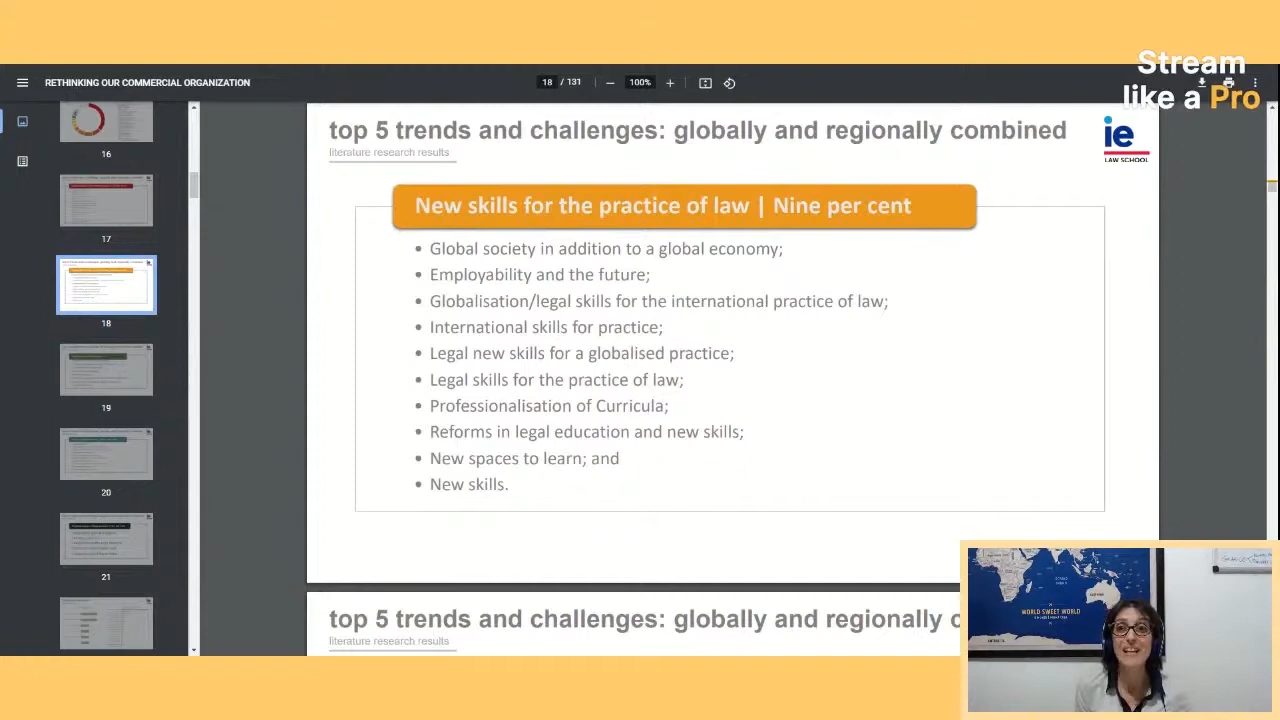 Stream
like a Pro
RETHINKING OUR COMMERCIAL ORGANIZATION
18 / 131
100%
16
17
18
19
20
21
top 5 trends and challenges: globally and regionally combined
literature research results
ie
LAW SCHOOL
New skills for the practice of law | Nine per cent
• Global society in addition to a global economy;
• Employability and the future;
• Globalisation/legal skills for the international practice of law;
• International skills for practice;
• Legal new skills for a globalised practice;
• Legal skills for the practice of law;
• Professionalisation of Curricula;
• Reforms in legal education and new skills;
• New spaces to learn; and
• New skills.
top 5 trends and challenges: globally and regionally c
literature research results
WORLD SWEET WORLD